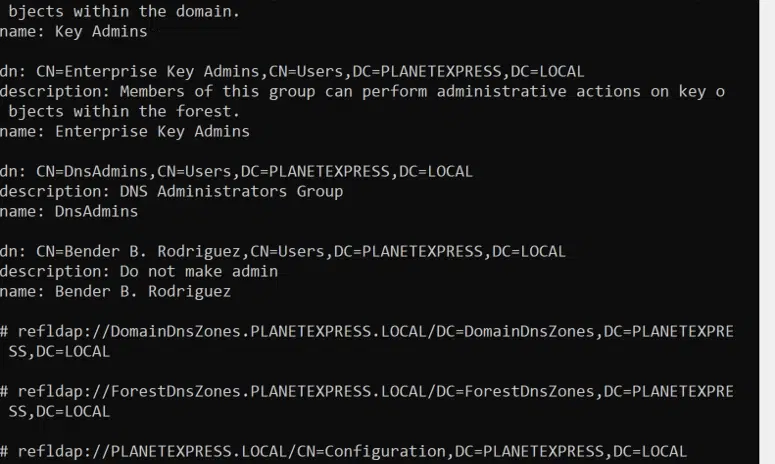 bjects within the domain.
name: Key Admins
dn: CN=Enterprise Key Admins,CN=Users,DC=PLANETEXPRESS,DC=LOCAL
description: Members of this group can perform administrative actions on key o
bjects within the forest.
name: Enterprise Key Admins
dn: CN=DnsAdmins,CN=Users,DC=PLANETEXPRESS,DC=LOCAL
description: DNS Administrators Group
name: DnsAdmins
dn: CN=Bender B. Rodriguez,CN=Users,DC=PLANETEXPRESS,DC=LOCAL
description: Do not make admin
name: Bender B. Rodriguez
# refldap://DomainDnsZones.PLANETEXPRESS.LOCAL/DC=DomainDnsZones,DC=PLANETEXPRE
SS,DC=LOCAL
# refldap://ForestDnsZones.PLANETEXPRESS.LOCAL/DC=ForestDnsZones,DC=PLANETEXPRE
SS,DC=LOCAL
# refldap://PLANETEXPRESS.LOCAL/CN=Configuration,DC=PLANETEXPRESS,DC=LOCAL